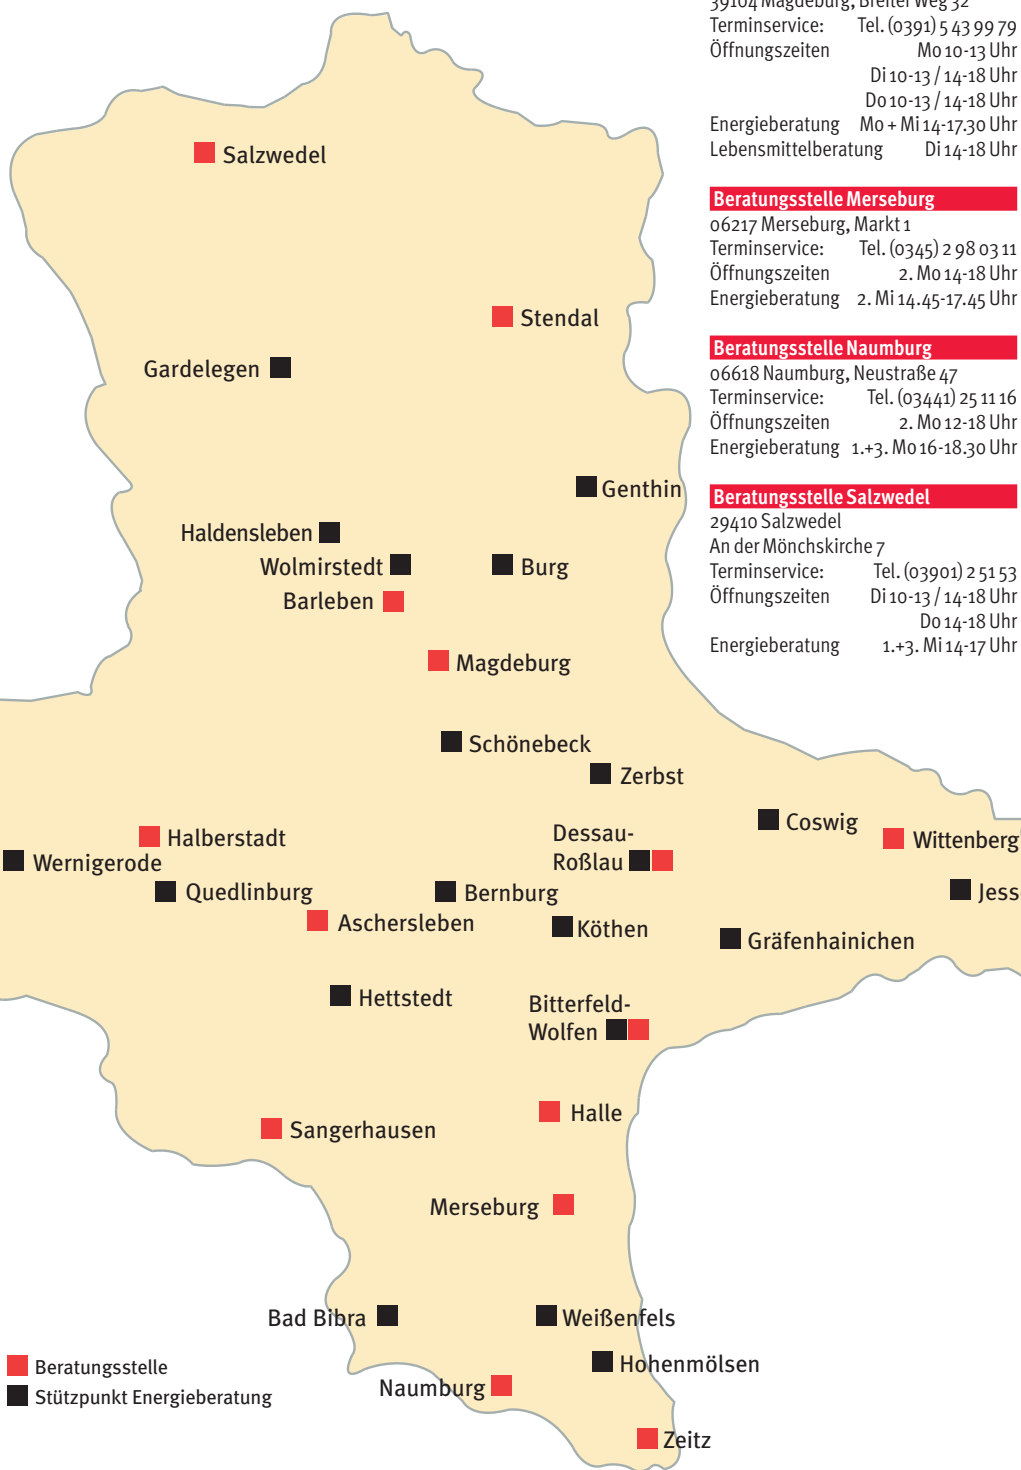 39104 Magdeburg, Breiter Weg 32
Terminservice: Tel. (0391) 5 43 99 79
Öffnungszeiten Mo 10-13 Uhr
Di 10-13 / 14-18 Uhr
Do 10-13 / 14-18 Uhr
Energieberatung Mo + Mi 14-17.30 Uhr
Lebensmittelberatung Di 14-18 Uhr
Beratungsstelle Merseburg
06217 Merseburg, Markt 1
Terminservice: Tel. (0345) 2 98 03 11
Öffnungszeiten 2. Mo 14-18 Uhr
Energieberatung 2. Mi 14.45-17.45 Uhr
Beratungsstelle Naumburg
06618 Naumburg, Neustraße 47
Terminservice: Tel. (03441) 25 11 16
Öffnungszeiten 2. Mo 12-18 Uhr
Energieberatung 1.+3. Mo 16-18.30 Uhr
Beratungsstelle Salzwedel
29410 Salzwedel
An der Mönchskirche 7
Terminservice: Tel. (03901) 2 51 53
Öffnungszeiten Di 10-13 / 14-18 Uhr
Do 14-18 Uhr
Energieberatung 1.+3. Mi 14-17 Uhr
Salzwedel
Stendal
Gardelegen
Genthin
Haldensleben
Wolmirstedt
Burg
Barleben
Magdeburg
Schönebeck
Zerbst
Coswig
Halberstadt
Dessau-
Roßlau
Wittenberg
Wernigerode
Quedlinburg
Bernburg
Jess
Aschersleben
Köthen
Gräfenhainichen
Hettstedt
Bitterfeld-
Wolfen
Halle
Sangerhausen
Merseburg
Bad Bibra
Weißenfels
Hohenmölsen
Naumburg
Zeitz
Beratungsstelle
Stützpunkt Energieberatung